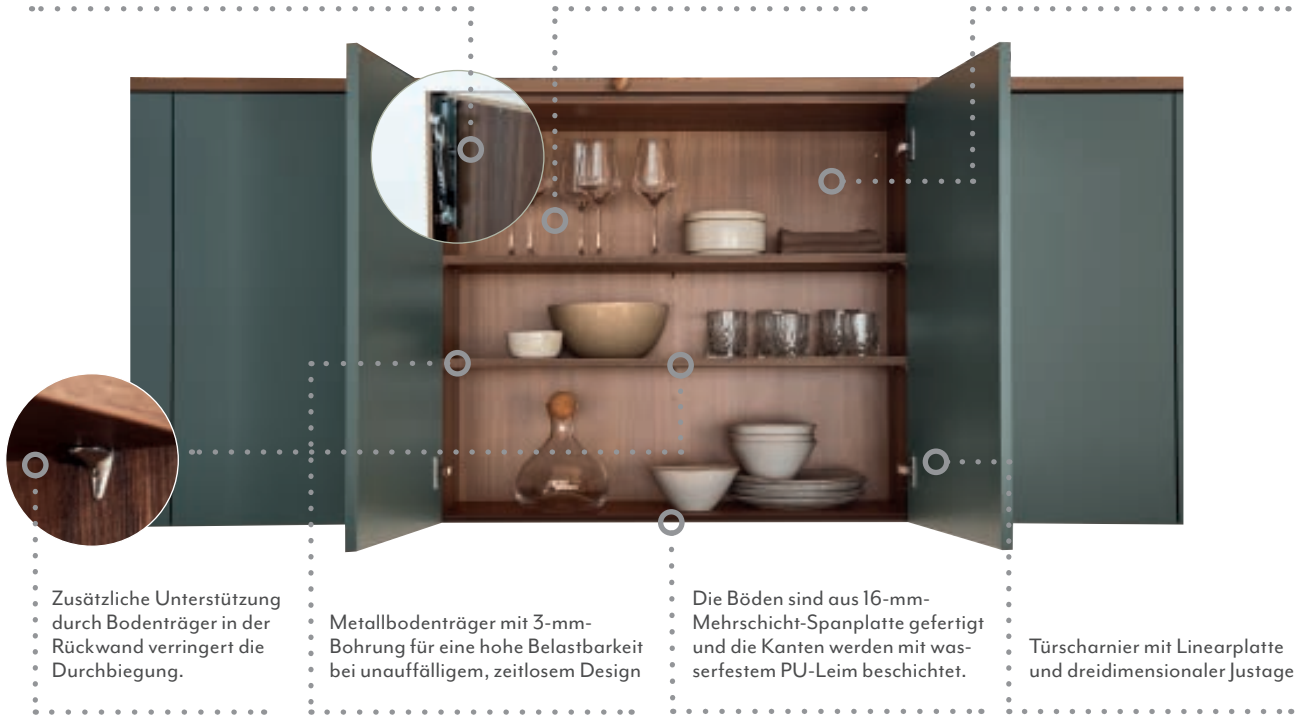 Zusätzliche Unterstützung
durch Bodenträger in der
Rückwand verringert die
Durchbiegung.
Metallbodenträger mit 3-mm-
Bohrung für eine hohe Belastbarkeit
bei unauffälligem, zeitlosem Design
Die Böden sind aus 16-mm-
Mehrschicht-Spanplatte gefertigt
und die Kanten werden mit was-
serfestem PU-Leim beschichtet.
Türscharnier mit Linearplatte
und dreidimensionaler Justage